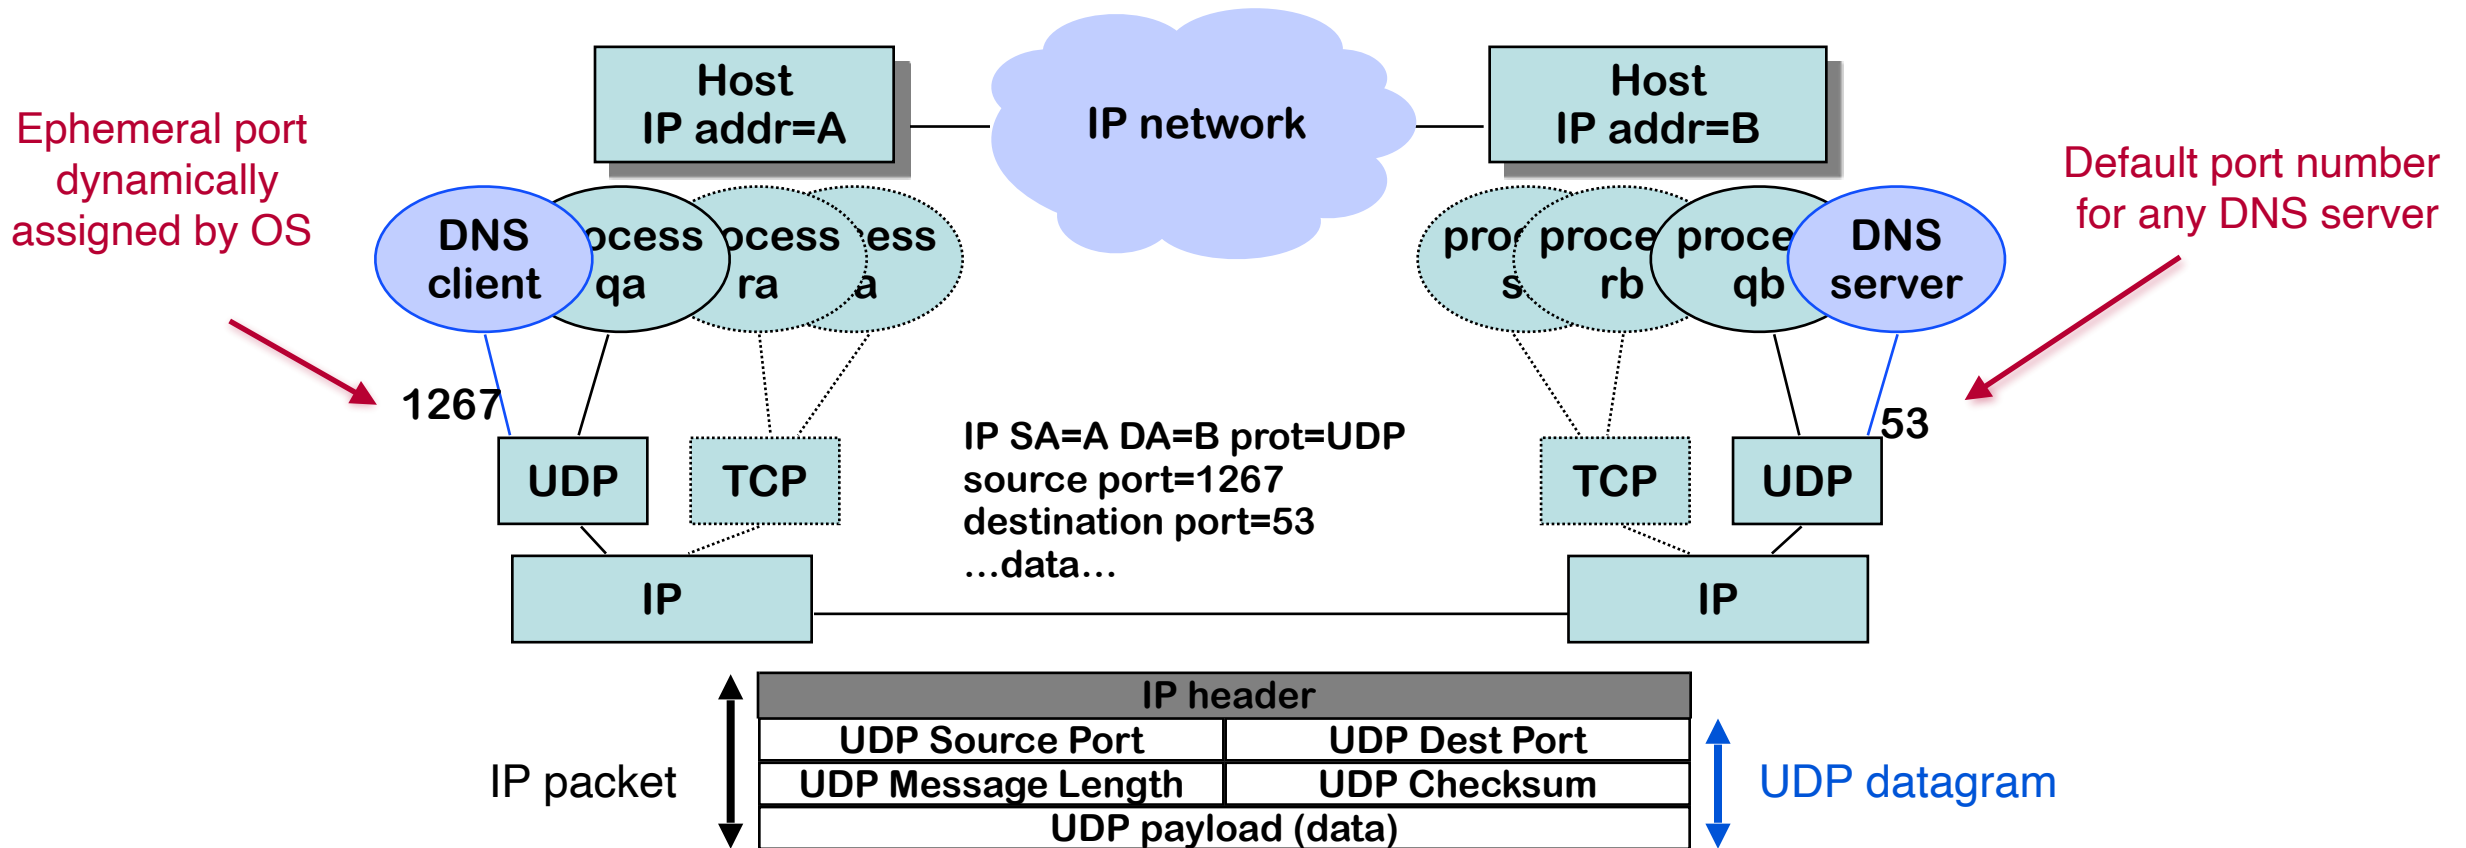 Host
IP addr=A
IP network
Host
IP addr=B
Ephemeral port
dynamically
assigned by OS
Default port number
for any DNS server
DNS
client
ocess
qa
ocess
ra
ess
a
pro
s
proce
rb
proce
qb
DNS
server
1267
53
IP SA=A DA=B prot=UDP
source port=1267
destination port=53
...data...
UDP
TCP
TCP
UDP
IP
IP
IP header
UDP Source Port
UDP Dest Port
UDP Message Length
UDP Checksum
UDP payload (data)
IP packet
UDP datagram